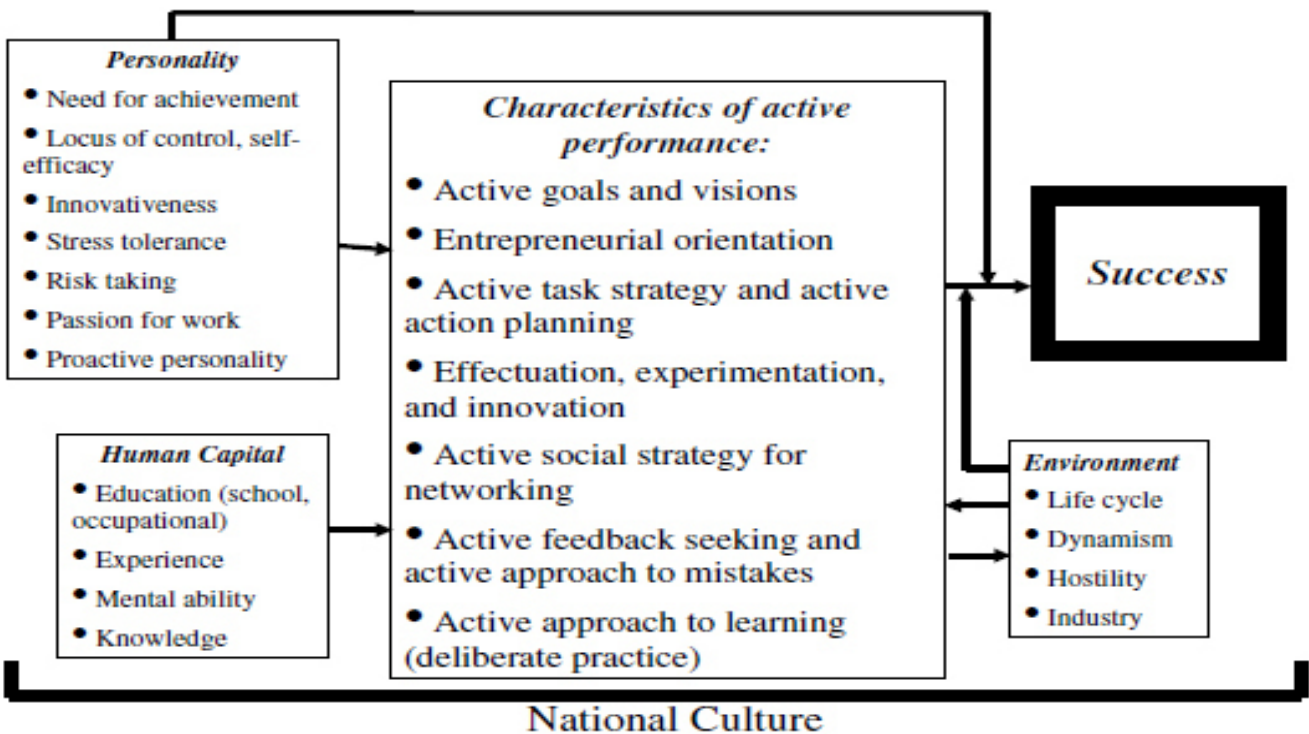 Personality
• Need for achievement
• Locus of control, self-
efficacy
• Innovativeness
• Stress tolerance
• Risk taking
• Passion for work
• Proactive personality
Human Capital
• Education (school,
occupational)
• Experience
• Mental ability
• Knowledge
Characteristics of active
performance:
• Active goals and visions
• Entrepreneurial orientation
• Active task strategy and active
action planning
• Effectuation, experimentation,
and innovation
• Active social strategy for
networking
• Active feedback seeking and
active approach to mistakes
• Active approach to learning
(deliberate practice)
Success
Environment
• Life cycle
• Dynamism
• Hostility
• Industry
National Culture